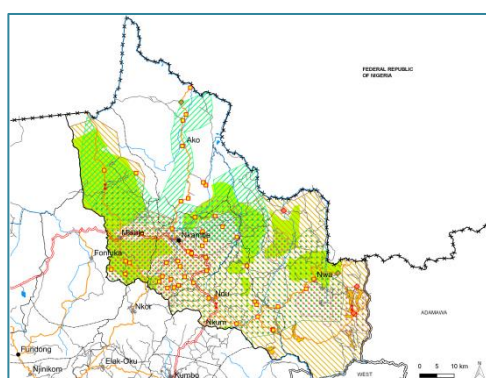 FEDERAL REPUBLIC
OF NIGERIA
Ako
Misaje
Nkambe
Fonfuka
Nwa
Ndu
Nkor
Nkum
ADAMAWA
Fundong
Njinikom
Elak-Oku
Kumbo
WEST
0 5 10 km